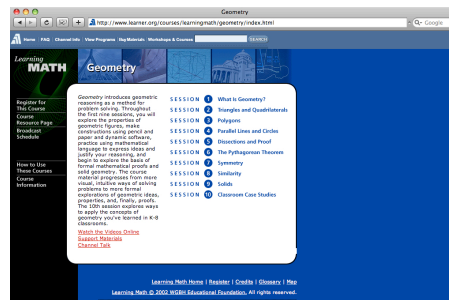 Geometry
http://www.learner.org/courses/learningmath/geometry/index.html
Q- Google
Home FAQ Channel Info View Programs Buy Materials Workshops & Courses SEARCH
Learning
MATH
Geometry
Register for
This Course
Course
Resource Page
Broadcast
Schedule
How to Use
These Courses
Course
Information
Geometry introduces geometric
reasoning as a method for
problem solving. Throughout
the first nine sessions, you will
explore the properties of
geometric figures, make
constructions using pencil and
paper and dynamic software,
practice using mathematical
language to express ideas and
justify your reasoning, and
begin to explore the basis of
formal mathematical proofs and
solid geometry. The course
material progresses from more
visual, intuitive ways of solving
problems to more formal
explorations of geometric ideas,
properties, and, finally, proofs.
The 10th session explores ways
to apply the concepts of
geometry you've learned in K-8
classrooms.
Watch the Videos Online
Support Materials
Channel Talk
SESSION 1 What Is Geometry?
SESSION 2 Triangles and Quadrilaterals
SESSION 3 Polygons
SESSION 4 Parallel Lines and Circles
SESSION 5 Dissections and Proof
SESSION 6 The Pythagorean Theorem
SESSION 7 Symmetry
SESSION 8 Similarity
SESSION 9 Solids
SESSION 10 Classroom Case Studies
Learning Math Home | Register | Credits | Glossary | Map
Learning Math © 2002 WGBH Educational Foundation. All rights reserved.